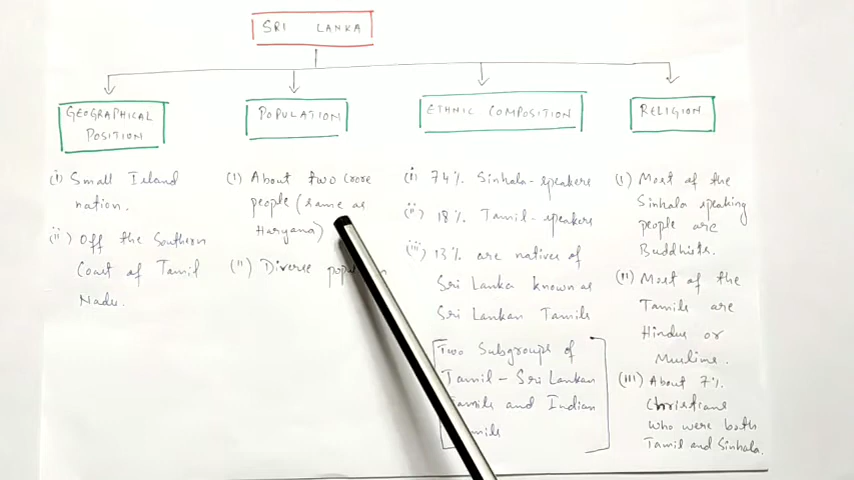 SRI LANKA
GEOGRAPHICAL
POSITION
(i) Small Island
nation.
(ii) Off the Southern
Coast of Tamil
Nadu.
POPULATION
(i) About two crore
people (same as
Haryana)
(ii) Diverse
ETHNIC COMPOSITION
(i) 74% Sinhala-speakers
(ii) 18% Tamil-speakers
(iii) 13% are natives of
Sri Lanka known as
Sri Lankan Tamils
Two Subgroups of
Tamil - Sri Lankan
Tamils and Indian
RELIGION
(i) Most of the
Sinhala speaking
people are
Buddhists.
(ii) Most of the
Tamils are
Hindus or
Muslims.
(iii) About 7%
Christians
who were both
Tamil and Sinhala.